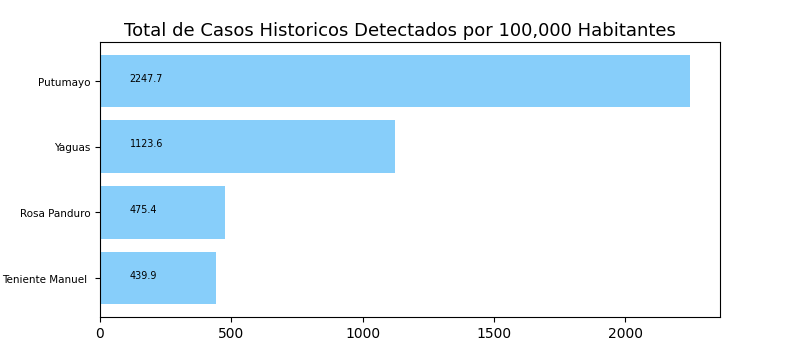 Total de Casos Historicos Detectados por 100,000 Habitantes
Putumayo
2247.7
Yaguas
1123.6
Rosa Panduro
475.4
Teniente Manuel
439.9
0 500 1000 1500 2000